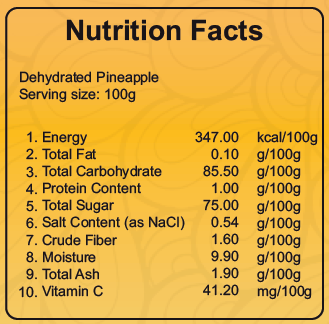 Nutrition Facts
Dehydrated Pineapple
Serving size: 100g
1. Energy 347.00 kcal/100g
2. Total Fat 0.10 g/100g
3. Total Carbohydrate 85.50 g/100g
4. Protein Content 1.00 g/100g
5. Total Sugar 75.00 g/100g
6. Salt Content (as NaCl) 0.54 g/100g
7. Crude Fiber 1.60 g/100g
8. Moisture 9.90 g/100g
9. Total Ash 1.90 g/100g
10. Vitamin C 41.20 mg/100g